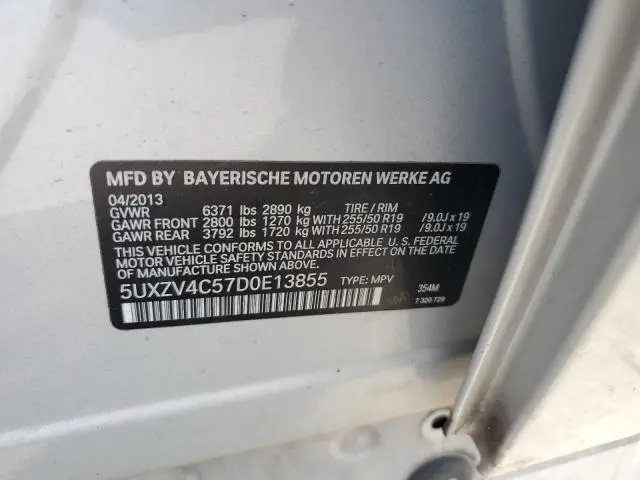 MFD BY BAYERISCHE MOTOREN WERKE AG
04/2013
GVWR 6371 lbs 2890 kg TIRE / RIM
GAWR FRONT 2800 lbs 1270 kg WITH 255/50 R19 /9.0J x 19
GAWR REAR 3792 lbs 1720 kg WITH 255/50 R19 /9.0J x 19
THIS VEHICLE CONFORMS TO ALL APPLICABLE U.S. FEDERAL
MOTOR VEHICLE SAFETY STANDARDS IN EFFECT ON THE DATE
OF MANUFACTURE SHOWN ABOVE.
5UXZV4C57D0E13855 TYPE: MPV 354M
7 320 729